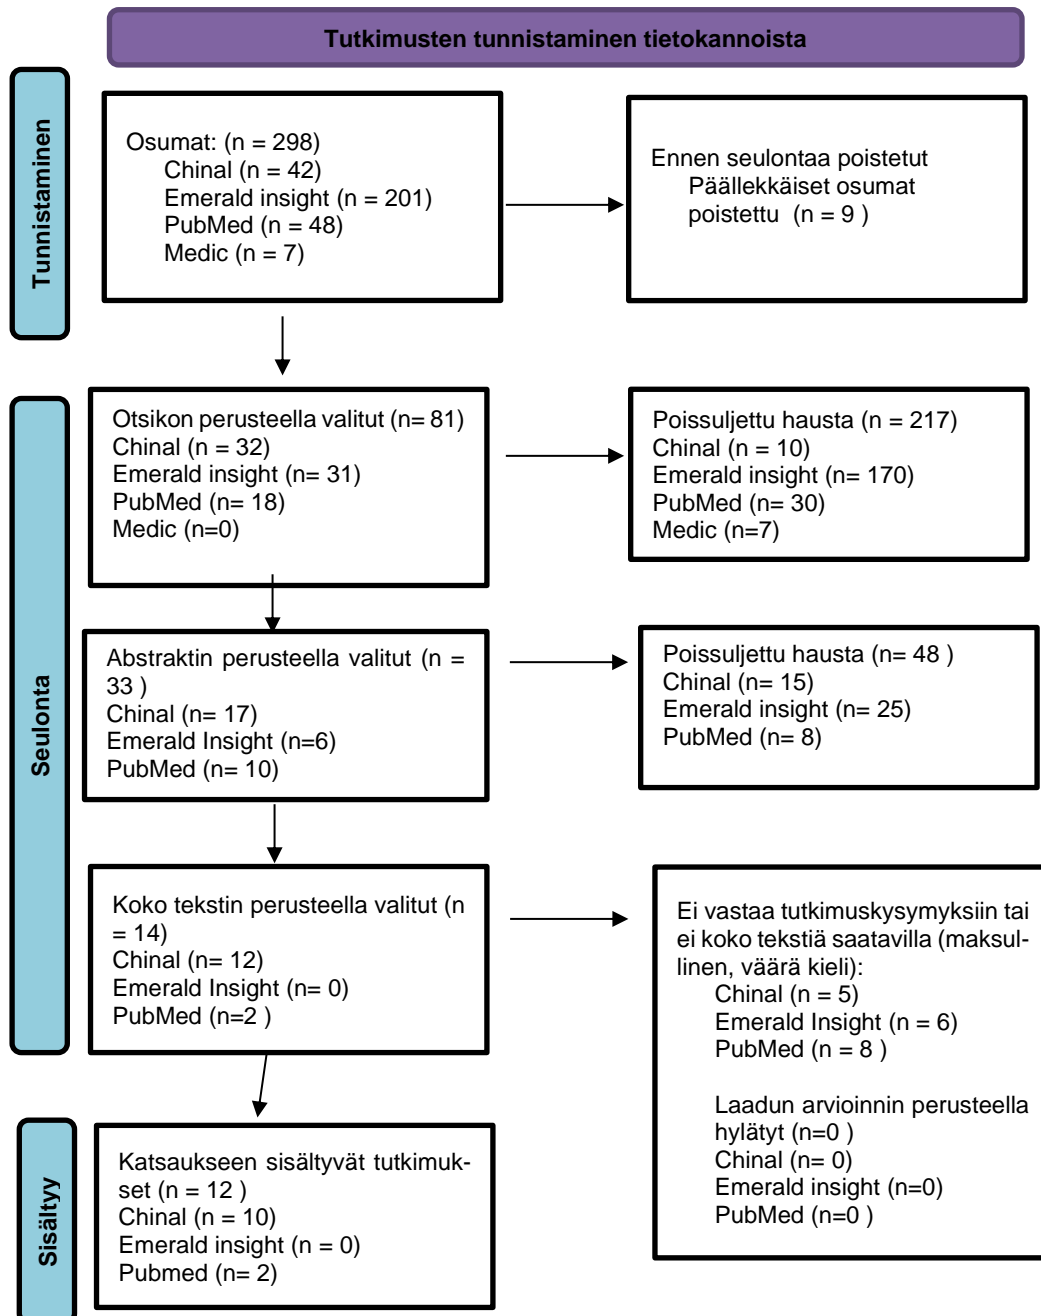 Tutkimusten tunnistaminen tietokannoista
Tunnistaminen
Osumat: (n = 298)
Chinal (n = 42)
Emerald insight (n = 201)
PubMed (n = 48)
Medic (n = 7)
Ennen seulontaa poistetut
Päällekkäiset osumat
poistettu (n = 9 )
Seulonta
Otsikon perusteella valitut (n= 81)
Chinal (n = 32)
Emerald insight (n= 31)
PubMed (n= 18)
Medic (n=0)
Poissuljettu hausta (n = 217)
Chinal (n = 10)
Emerald insight (n= 170)
PubMed (n= 30)
Medic (n=7)
Abstraktin perusteella valitut (n =
33 )
Chinal (n= 17)
Emerald Insight (n=6)
PubMed (n= 10)
Poissuljettu hausta (n= 48 )
Chinal (n= 15)
Emerald insight (n= 25)
PubMed (n= 8)
Koko tekstin perusteella valitut (n
= 14)
Chinal (n= 12)
Emerald Insight (n= 0)
PubMed (n=2 )
Ei vastaa tutkimuskysymyksiin tai
ei koko tekstiä saatavilla (maksul-
linen, väärä kieli):
Chinal (n = 5)
Emerald Insight (n = 6)
PubMed (n = 8 )
Laadun arvioinnin perusteella
hylätyt (n=0 )
Chinal (n= 0)
Emerald insight (n=0)
PubMed (n=0 )
Sisältyy
Katsaukseen sisältyvät tutkimuk-
set (n = 12 )
Chinal (n = 10)
Emerald insight (n = 0)
Pubmed (n= 2)